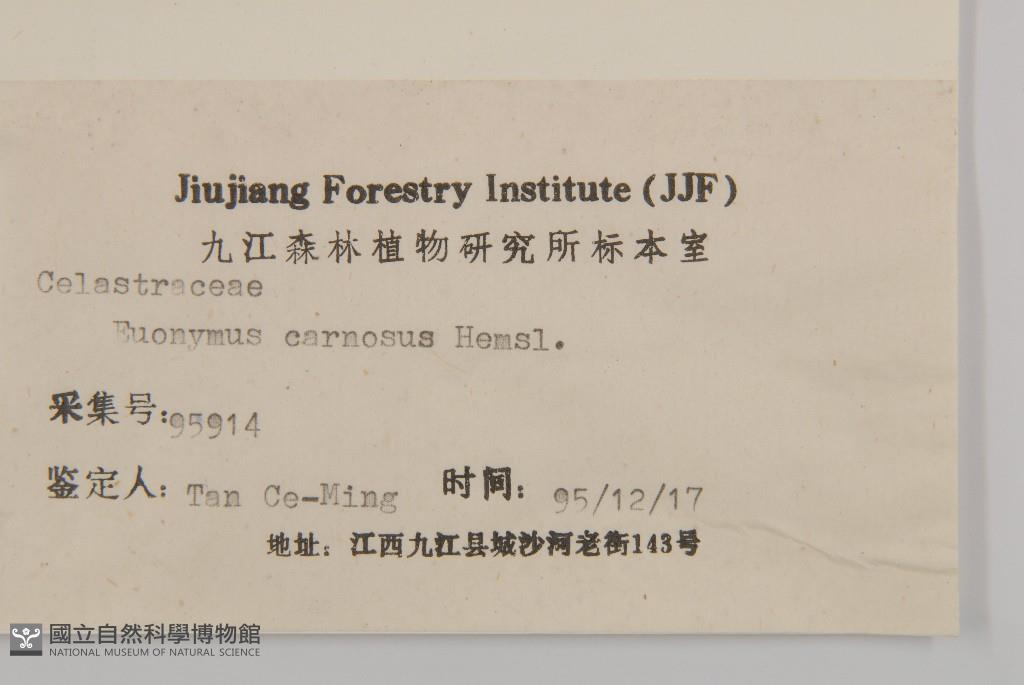 Jiujiang Forestry Institute (JJF)
九江森林植物研究所标本室
Celastraceae
Euonymus carnosus Hemsl.
采集号:95914
鉴定人: Tan Ce-Ming 时间: 95/12/17
地址: 江西九江县城沙河老街143号
國立自然科學博物館
NATIONAL MUSEUM OF NATURAL SCIENCE